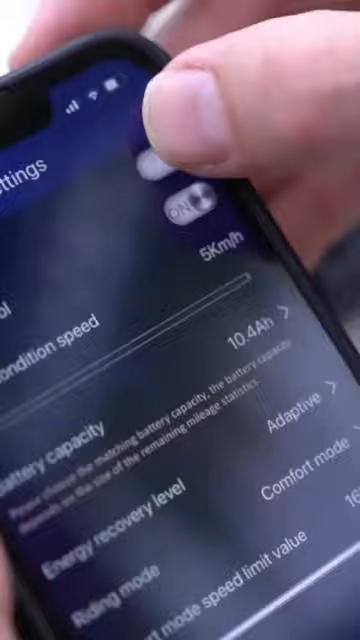 ettings
ON
5Km/h
ondition speed
10.4Ah
attery capacity
Please choose the matching battery capacity, the battery capacity
depends on the size of the remaining mileage statistics.
Adaptive
Energy recovery level
Comfort mode
Riding mode
rt mode speed limit value